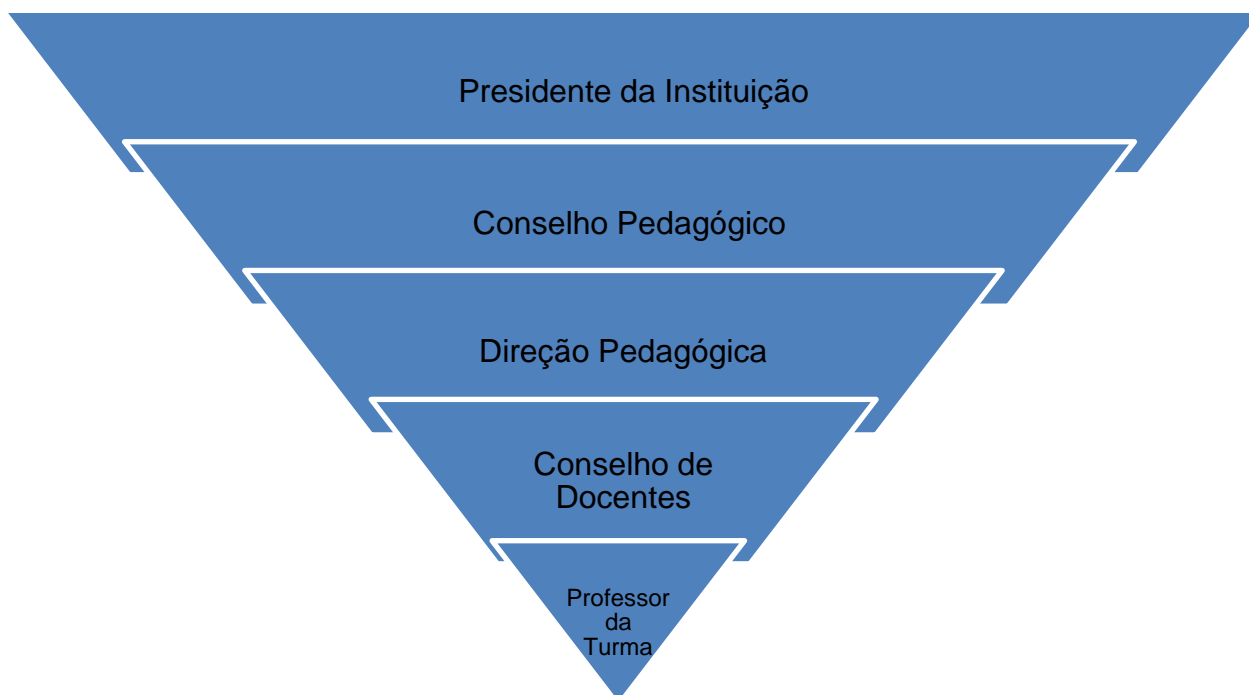 Presidente da Instituição
Conselho Pedagógico
Direção Pedagógica
Conselho de
Docentes
Professor
da
Turma